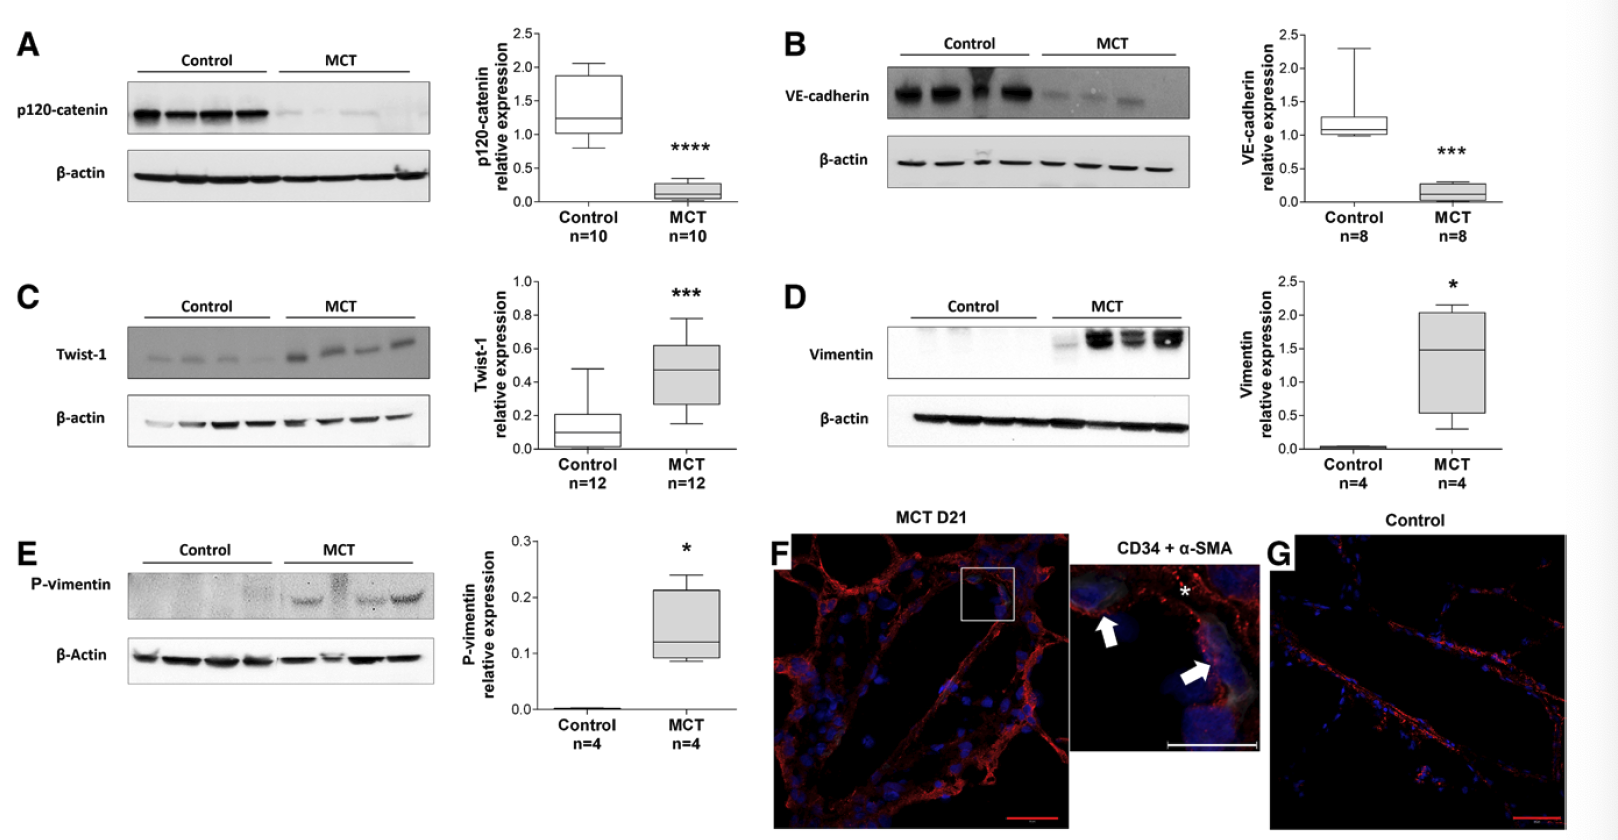 A
Control
MCT
p120-catenin
β-actin
p120-catenin
relative expression
2.5
2.0
1.5
1.0
0.5
0.0
****
Control
n=10
MCT
n=10
B
Control
MCT
VE-cadherin
β-actin
VE-cadherin
relative expression
2.5
2.0
1.5
1.0
0.5
0.0
***
Control
n=8
MCT
n=8
C
Control
MCT
Twist-1
β-actin
Twist-1
relative expression
1.0
0.8
0.6
0.4
0.2
0.0
***
Control
n=12
MCT
n=12
D
Control
MCT
Vimentin
β-actin
Vimentin
relative expression
2.5
2.0
1.5
1.0
0.5
0.0
*
Control
n=4
MCT
n=4
E
Control
MCT
P-vimentin
β-Actin
P-vimentin
relative expression
0.3
0.2
0.1
0.0
*
Control
n=4
MCT
n=4
F
MCT D21
CD34 + α-SMA
*
G
Control